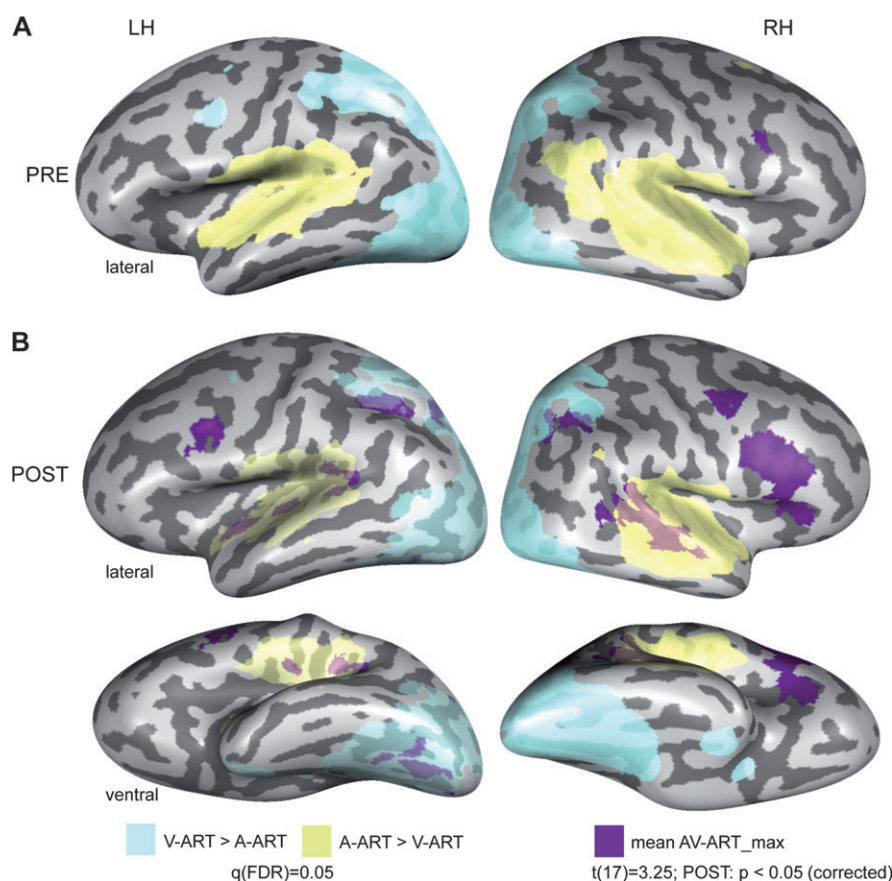 A
LH
RH
PRE
lateral
B
POST
lateral
ventral
V-ART > A-ART
A-ART > V-ART
mean AV-ART_max
q(FDR)=0.05
t(17)=3.25; POST: p < 0.05 (corrected)